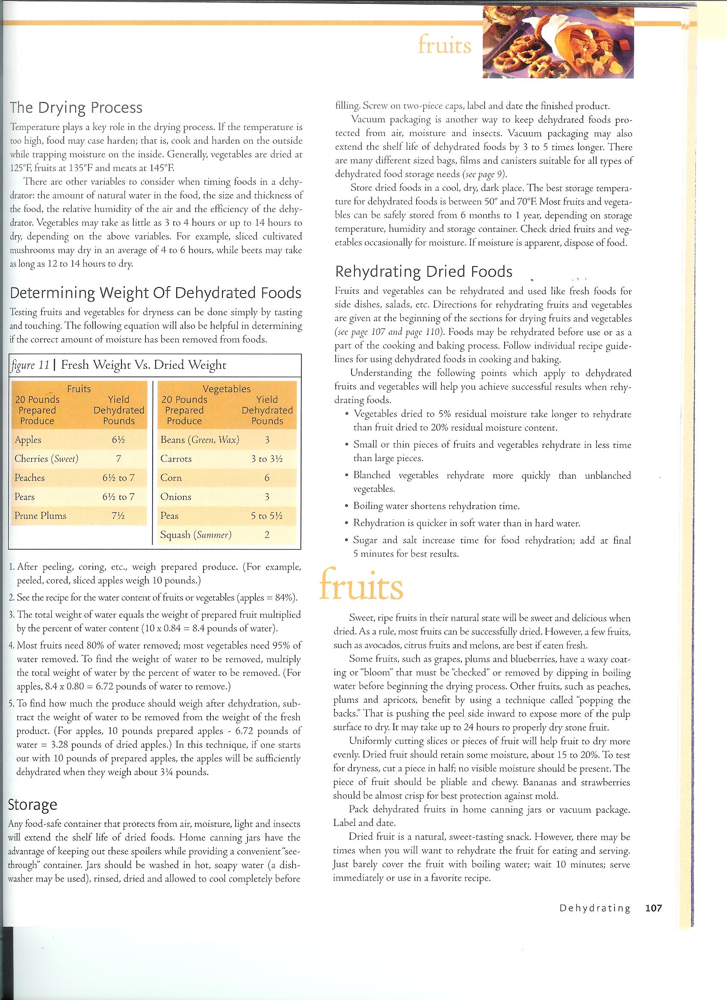 fruits
The Drying Process
Temperature plays a key role in the drying process. If the temperature is
too high, food may case harden; that is, cook and harden on the outside
while trapping moisture on the inside. Generally, vegetables are dried at
125°F, fruits at 135°F and meats at 145°F.
There are other variables to consider when timing foods in a dehy-
drator: the amount of natural water in the food, the size and thickness of
the food, the relative humidity of the air and the efficiency of the dehy-
drator. Vegetables may take as little as 3 to 4 hours or up to 14 hours to
dry, depending on the above variables. For example, sliced cultivated
mushrooms may dry in an average of 4 to 6 hours, while beets may take
as long as 12 to 14 hours to dry.
Determining Weight Of Dehydrated Foods
Testing fruits and vegetables for dryness can be done simply by tasting
and touching. The following equation will also be helpful in determining
if the correct amount of moisture has been removed from foods.
figure 11 | Fresh Weight Vs. Dried Weight
Fruits
20 Pounds Yield
Prepared Dehydrated
Produce Pounds
Apples 6½
Cherries (Sweet) 7
Peaches 6½ to 7
Pears 6½ to 7
Prune Plums 7½
Vegetables
20 Pounds Yield
Prepared Dehydrated
Produce Pounds
Beans (Green, Wax) 3
Carrots 3 to 3½
Corn 6
Onions 3
Peas 5 to 5½
Squash (Summer) 2
1. After peeling, coring, etc., weigh prepared produce. (For example,
peeled, cored, sliced apples weigh 10 pounds.)
2. See the recipe for the water content of fruits or vegetables (apples = 84%).
3. The total weight of water equals the weight of prepared fruit multiplied
by the percent of water content (10 x 0.84 = 8.4 pounds of water).
4. Most fruits need 80% of water removed; most vegetables need 95% of
water removed. To find the weight of water to be removed, multiply
the total weight of water by the percent of water to be removed. (For
apples, 8.4 x 0.80 = 6.72 pounds of water to remove.)
5. To find how much the produce should weigh after dehydration, sub-
tract the weight of water to be removed from the weight of the fresh
product. (For apples, 10 pounds prepared apples - 6.72 pounds of
water = 3.28 pounds of dried apples.) In this technique, if one starts
out with 10 pounds of prepared apples, the apples will be sufficiently
dehydrated when they weigh about 3¼ pounds.
Storage
Any food-safe container that protects from air, moisture, light and insects
will extend the shelf life of dried foods. Home canning jars have the
advantage of keeping out these spoilers while providing a convenient "see-
through" container. Jars should be washed in hot, soapy water (a dish-
washer may be used), rinsed, dried and allowed to cool completely before
filling. Screw on two-piece caps, label and date the finished product.
Vacuum packaging is another way to keep dehydrated foods pro-
tected from air, moisture and insects. Vacuum packaging may also
extend the shelf life of dehydrated foods by 3 to 5 times longer. There
are many different sized bags, films and canisters suitable for all types of
dehydrated food storage needs (see page 9).
Store dried foods in a cool, dry, dark place. The best storage tempera-
ture for dehydrated foods is between 50° and 70°F. Most fruits and vegeta-
bles can be safely stored from 6 months to 1 year, depending on storage
temperature, humidity and storage container. Check dried fruits and veg-
etables occasionally for moisture. If moisture is apparent, dispose of food.
Rehydrating Dried Foods
Fruits and vegetables can be rehydrated and used like fresh foods for
side dishes, salads, etc. Directions for rehydrating fruits and vegetables
are given at the beginning of the sections for drying fruits and vegetables
(see page 107 and page 110). Foods may be rehydrated before use or as a
part of the cooking and baking process. Follow individual recipe guide-
lines for using dehydrated foods in cooking and baking.
Understanding the following points which apply to dehydrated
fruits and vegetables will help you achieve successful results when rehy-
drating foods.
• Vegetables dried to 5% residual moisture take longer to rehydrate
than fruit dried to 20% residual moisture content.
• Small or thin pieces of fruits and vegetables rehydrate in less time
than large pieces.
• Blanched vegetables rehydrate more quickly than unblanched
vegetables.
• Boiling water shortens rehydration time.
• Rehydration is quicker in soft water than in hard water.
• Sugar and salt increase time for food rehydration; add at final
5 minutes for best results.
fruits
Sweet, ripe fruits in their natural state will be sweet and delicious when
dried. As a rule, most fruits can be successfully dried. However, a few fruits,
such as avocados, citrus fruits and melons, are best if eaten fresh.
Some fruits, such as grapes, plums and blueberries, have a waxy coat-
ing or "bloom" that must be "checked" or removed by dipping in boiling
water before beginning the drying process. Other fruits, such as peaches,
plums and apricots, benefit by using a technique called "popping the
backs." That is pushing the peel side inward to expose more of the pulp
surface to dry. It may take up to 24 hours to properly dry stone fruit.
Uniformly cutting slices or pieces of fruit will help fruit to dry more
evenly. Dried fruit should retain some moisture, about 15 to 20%. To test
for dryness, cut a piece in half; no visible moisture should be present. The
piece of fruit should be pliable and chewy. Bananas and strawberries
should be almost crisp for best protection against mold.
Pack dehydrated fruits in home canning jars or vacuum package.
Label and date.
Dried fruit is a natural, sweet-tasting snack. However, there may be
times when you will want to rehydrate the fruit for eating and serving.
Just barely cover the fruit with boiling water; wait 10 minutes; serve
immediately or use in a favorite recipe.
Dehydrating 107